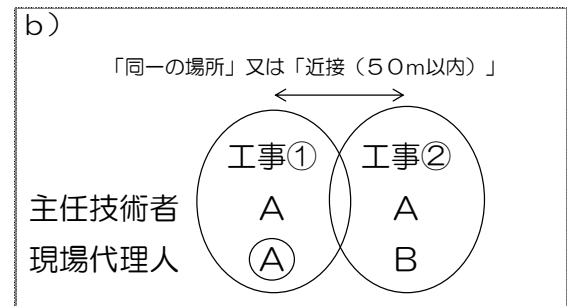 b）
「同一の場所」又は「近接（５０ｍ以内）」
工事① 工事②
主任技術者 A A
現場代理人 Ⓐ B